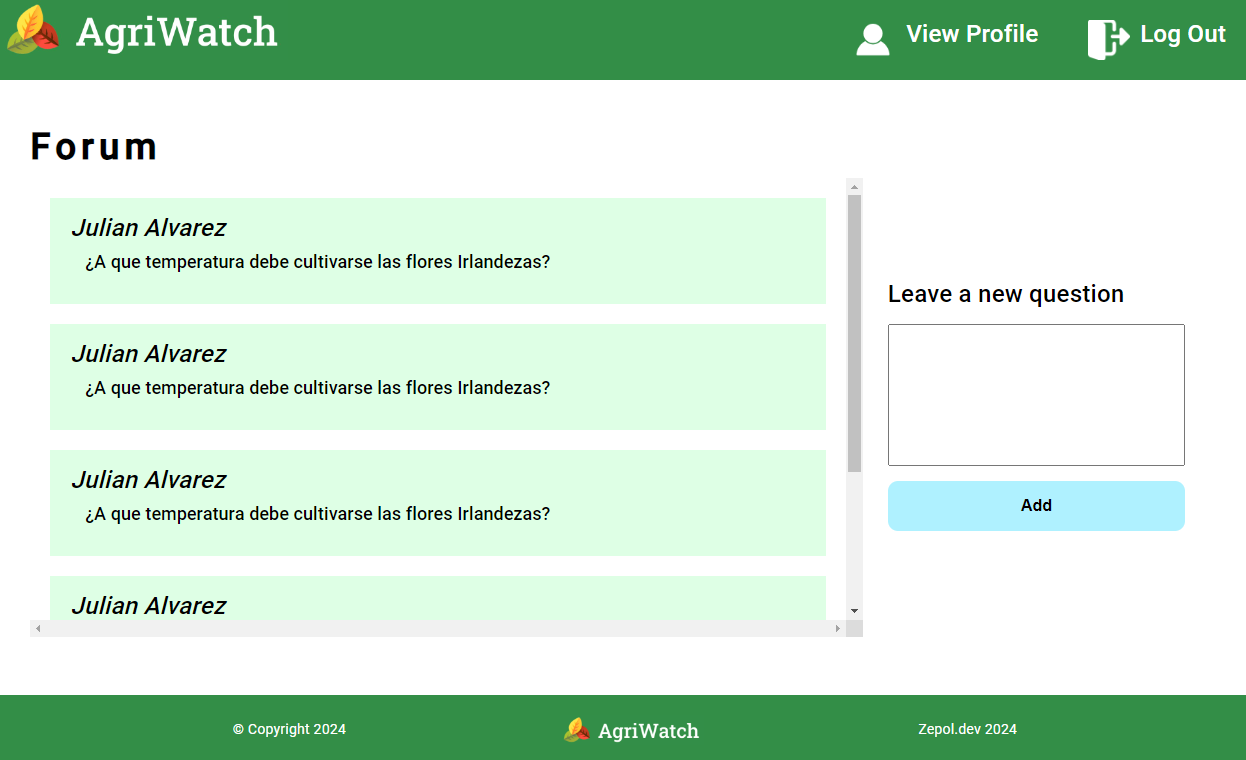 AgriWatch
View Profile
Log Out
Forum
Julian Alvarez
¿A que temperatura debe cultivarse las flores Irlandezas?
Julian Alvarez
¿A que temperatura debe cultivarse las flores Irlandezas?
Julian Alvarez
¿A que temperatura debe cultivarse las flores Irlandezas?
Julian Alvarez
Leave a new question
Add
© Copyright 2024
AgriWatch
Zepol.dev 2024